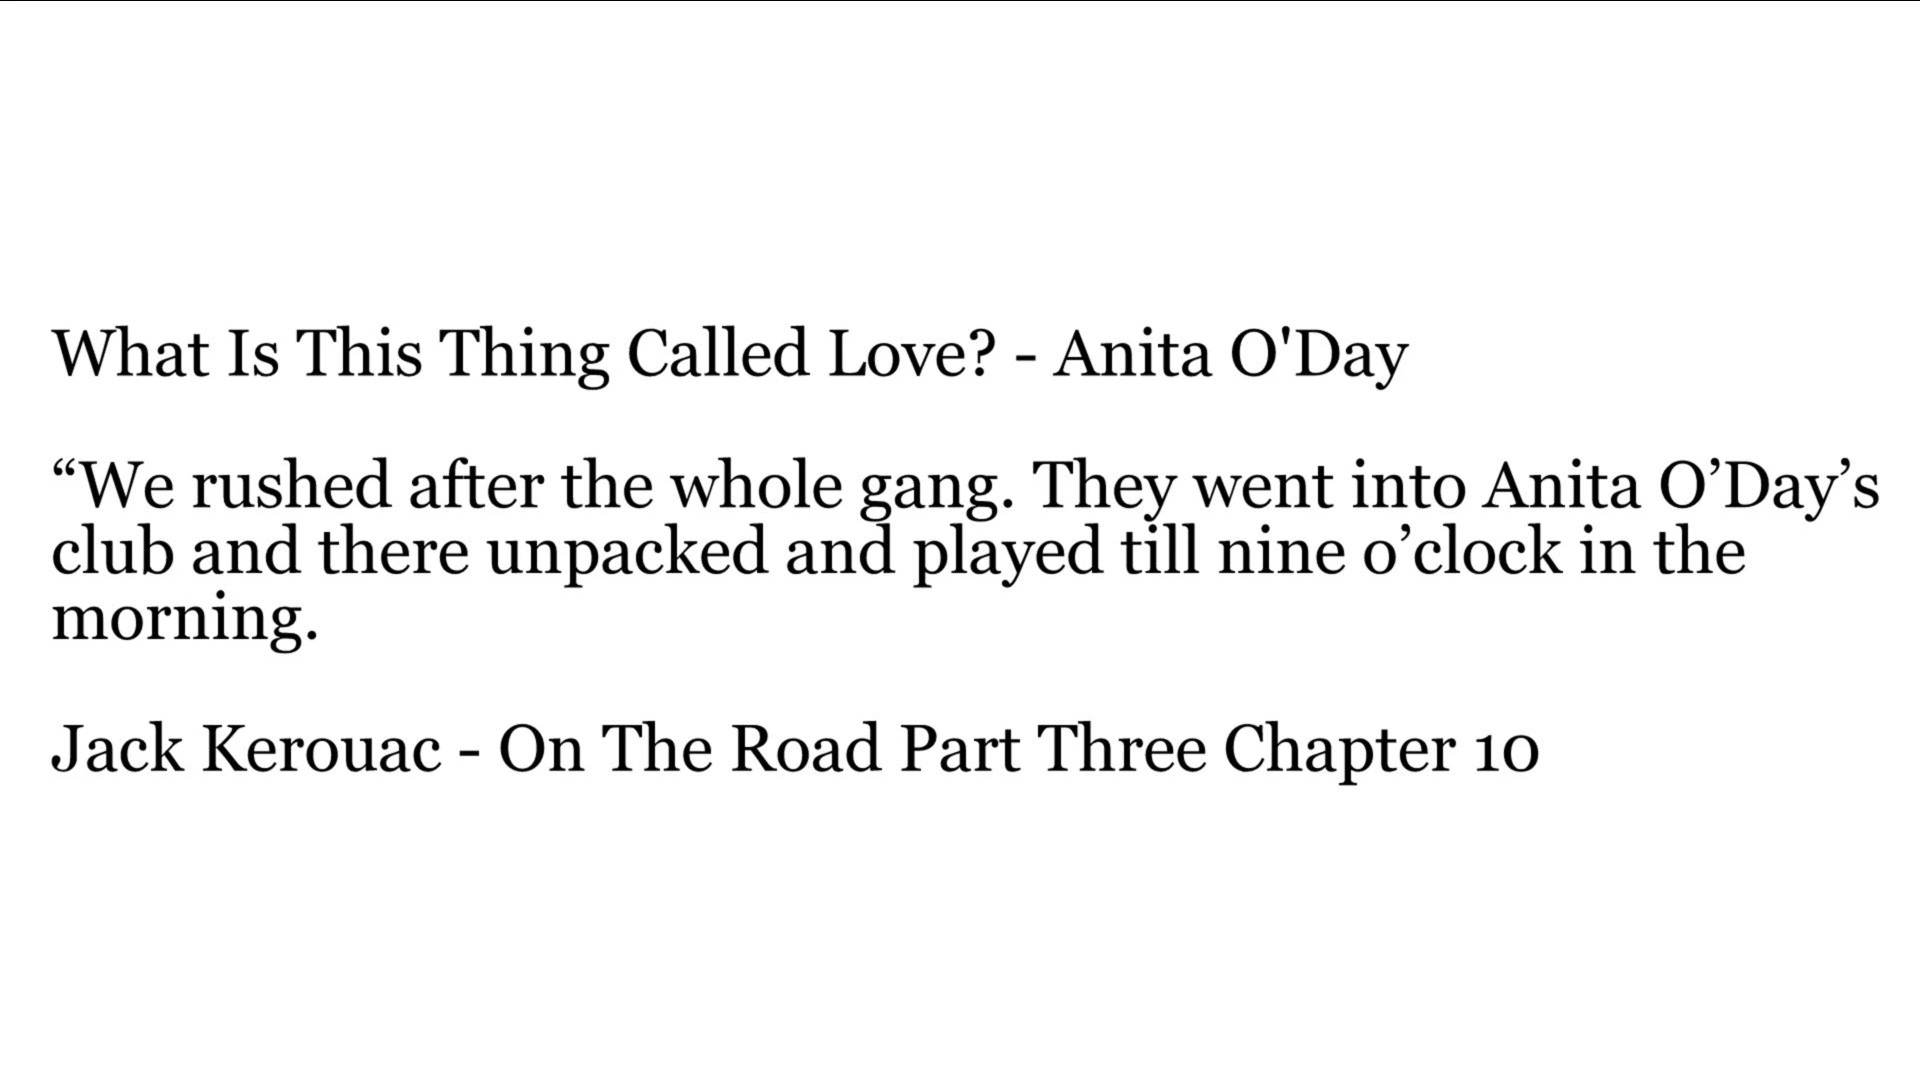 What Is This Thing Called Love? - Anita O'Day
“We rushed after the whole gang. They went into Anita O’Day’s
club and there unpacked and played till nine o’clock in the
morning.
Jack Kerouac - On The Road Part Three Chapter 10